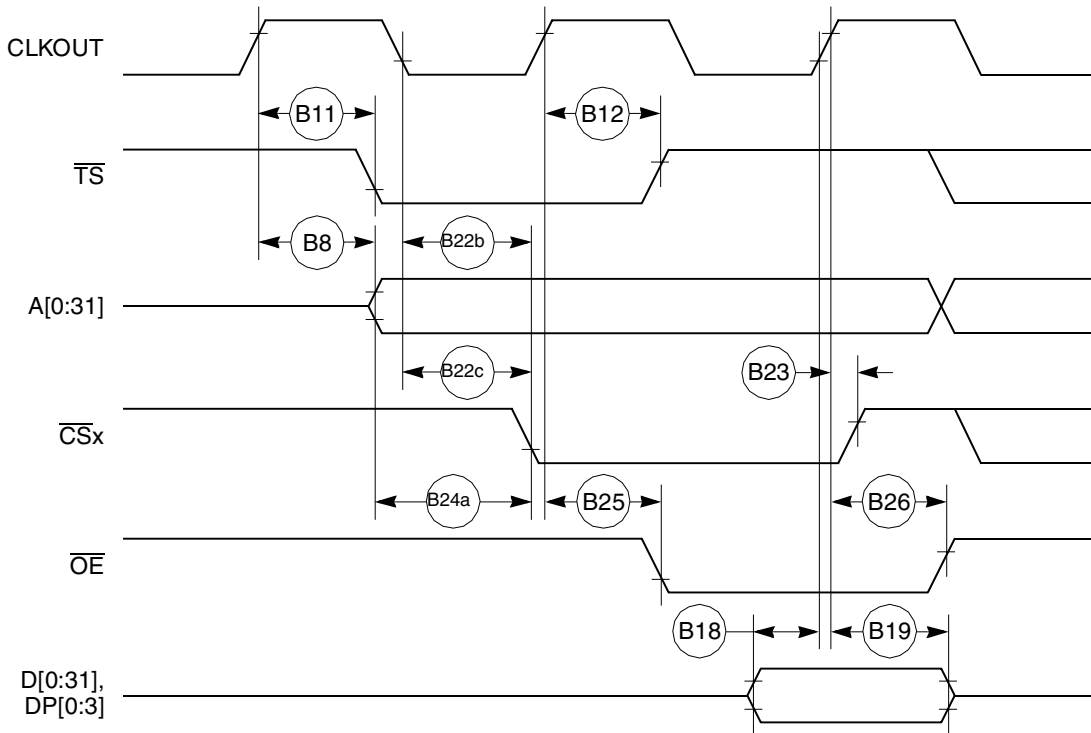 CLKOUT
B11
B12
TS
B8
B22b
A[0:31]
B22c
B23
CSx
B24a
B25
B26
OE
B18
B19
D[0:31],
DP[0:3]